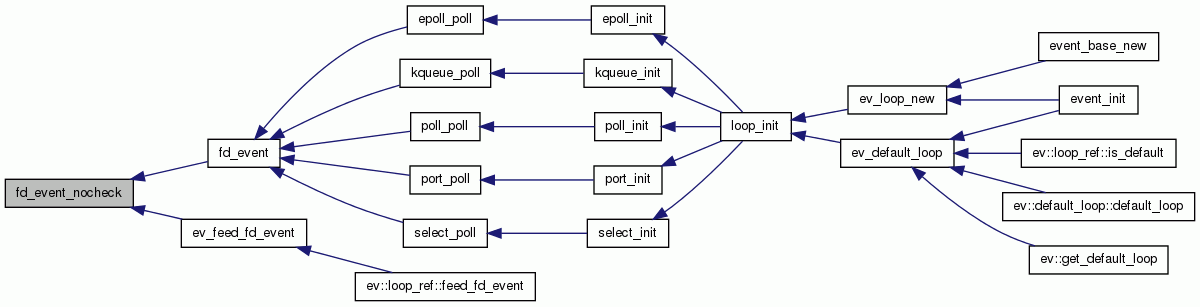 fd_event_nocheck
fd_event
ev_feed_fd_event
epoll_poll
kqueue_poll
poll_poll
port_poll
select_poll
ev::loop_ref::feed_fd_event
epoll_init
kqueue_init
poll_init
port_init
select_init
loop_init
ev_loop_new
ev_default_loop
event_base_new
event_init
ev::loop_ref::is_default
ev::default_loop::default_loop
ev::get_default_loop